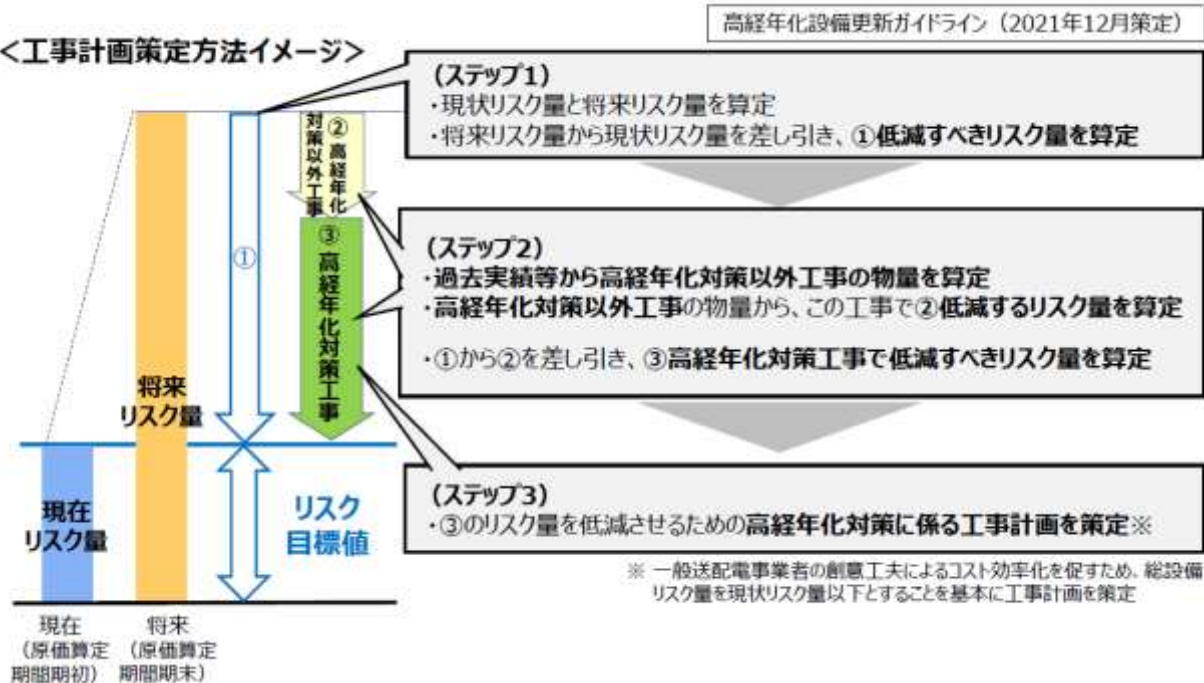 高経年化設備更新ガイドライン（2021年12月策定）
＜工事計画策定方法イメージ＞
（ステップ1）
・現状リスク量と将来リスク量を算定
・将来リスク量から現状リスク量を差し引き、①低減すべきリスク量を算定
②高経年化
対策以外工事
①
③高経年化対策工事
（ステップ2）
・過去実績等から高経年化対策以外工事の物量を算定
・高経年化対策以外工事の物量から、この工事で②低減するリスク量を算定
・①から②を差し引き、③高経年化対策工事で低減すべきリスク量を算定
将来
リスク量
現在
リスク量
リスク
目標値
（ステップ3）
・③のリスク量を低減させるための高経年化対策に係る工事計画を策定※
※ 一般送配電事業者の創意工夫によるコスト効率化を促すため、総設備
リスク量を現状リスク量以下とすることを基本に工事計画を策定
現在
（原価算定
期間期初）
将来
（原価算定
期間期末）